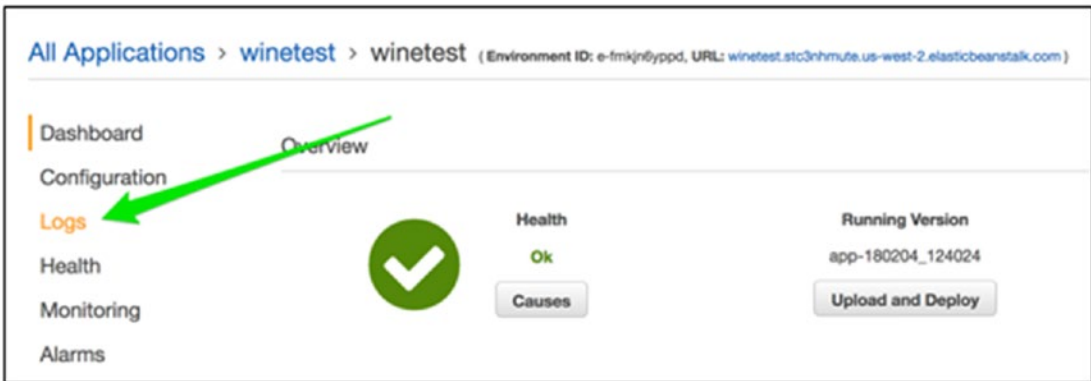 All Applications > winetest > winetest ( Environment ID: e-fmkjn6yppd, URL: winetest.stc3nhmute.us-west-2.elasticbeanstalk.com )
Dashboard
Overview
Configuration
Logs
Health
Monitoring
Alarms
Health
Ok
Causes
Running Version
app-180204_124024
Upload and Deploy